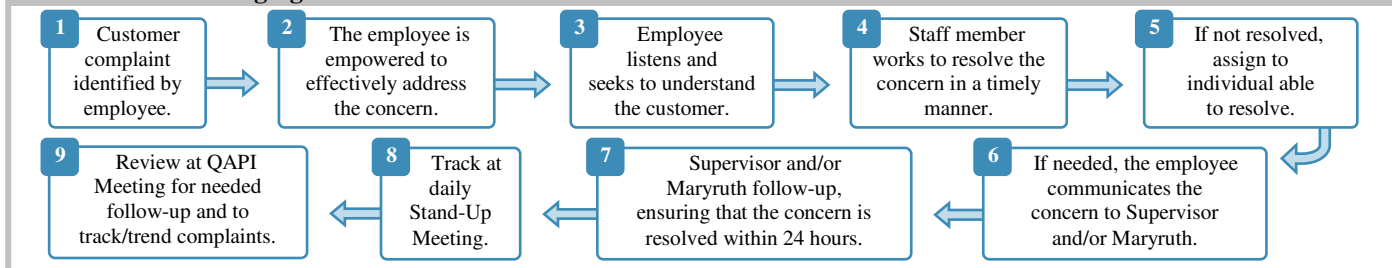 1
Customer
complaint
identified by
employee.
2
The employee is
empowered to
effectively address
the concern.
3
Employee
listens and
seeks to understand
the customer.
4
Staff member
works to resolve the
concern in a timely
manner.
5
If not resolved,
assign to
individual able
to resolve.
6
If needed, the employee
communicates the
concern to Supervisor
and/or Maryruth.
7
Supervisor and/or
Maryruth follow-up,
ensuring that the concern is
resolved within 24 hours.
8
Track at
daily
Stand-Up
Meeting.
9
Review at QAPI
Meeting for needed
follow-up and to
track/trend complaints.